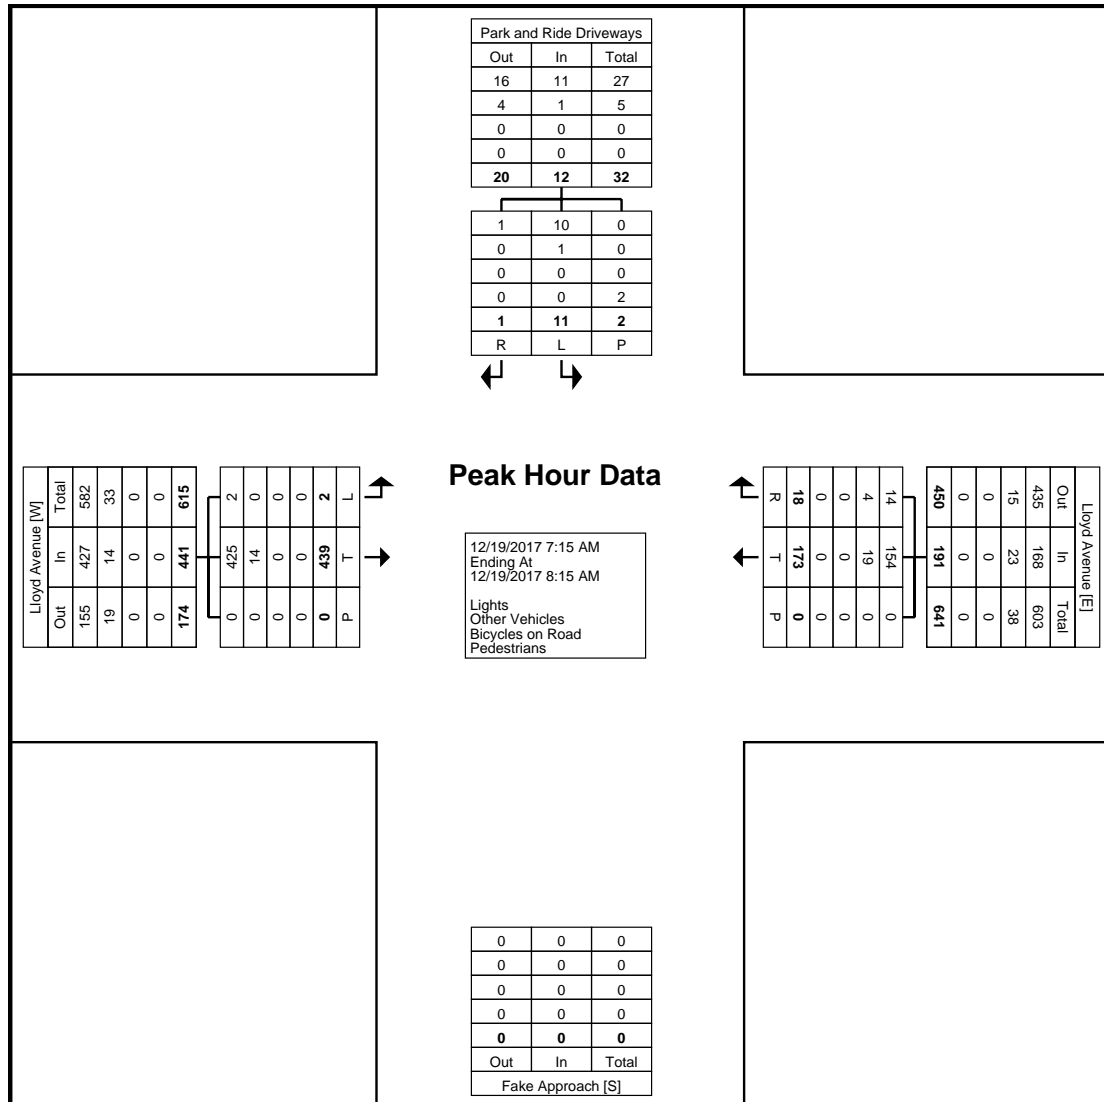 Park and Ride Driveways
Out In Total
16 11 27
4 1 5
0 0 0
0 0 0
20 12 32
1 10 0
0 1 0
0 0 0
0 0 2
1 11 2
R L P
Lloyd Avenue [W]
Total In Out
582 427 155
33 14 19
0 0 0
0 0 0
615 441 174
2 425 0
0 14 0
0 0 0
0 0 0
2 439 0
L T P
Peak Hour Data
12/19/2017 7:15 AM
Ending At
12/19/2017 8:15 AM
Lights
Other Vehicles
Bicycles on Road
Pedestrians
Lloyd Avenue [E]
Out In Total
435 168 603
15 23 38
0 0 0
0 0 0
450 191 641
14 154 0
4 19 0
0 0 0
0 0 0
18 173 0
R T P
0 0 0
0 0 0
0 0 0
0 0 0
0 0 0
Out In Total
Fake Approach [S]